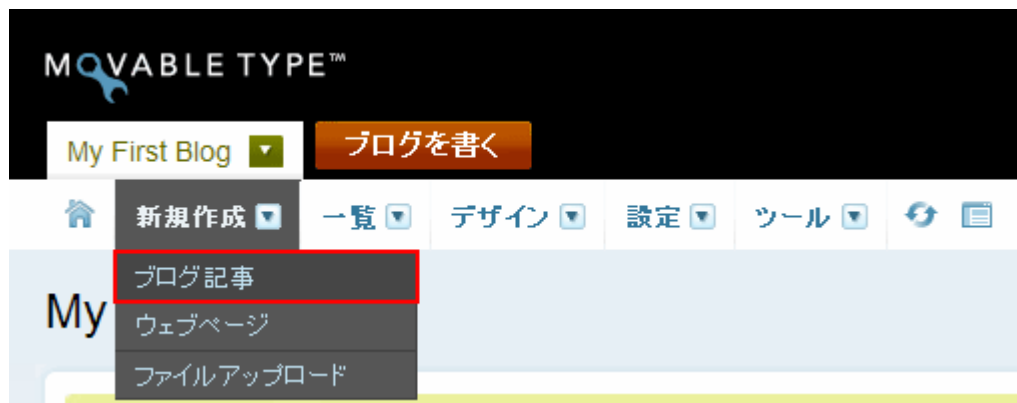 MOVABLE TYPE™
My First Blog ブログを書く
新規作成 一覧 デザイン 設定 ツール
ブログ記事
My
ウェブページ
ファイルアップロード